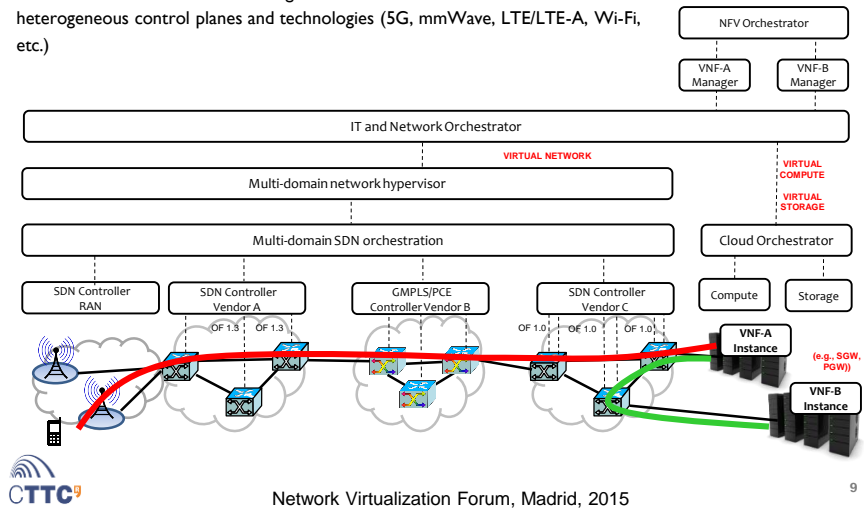 heterogeneous control planes and technologies (5G, mmWave, LTE/LTE-A, Wi-Fi,
etc.)
NFV Orchestrator
VNF-A
Manager
VNF-B
Manager
IT and Network Orchestrator
VIRTUAL NETWORK
VIRTUAL
COMPUTE
VIRTUAL
STORAGE
Multi-domain network hypervisor
Multi-domain SDN orchestration
Cloud Orchestrator
SDN Controller
RAN
SDN Controller
Vendor A
GMPLS/PCE
Controller Vendor B
SDN Controller
Vendor C
Compute
Storage
OF 1.3
OF 1.3
OF 1.0
OF 1.0
OF 1.0
VNF-A
Instance
(e.g., SGW,
PGW))
VNF-B
Instance
CTTC9
Network Virtualization Forum, Madrid, 2015
9